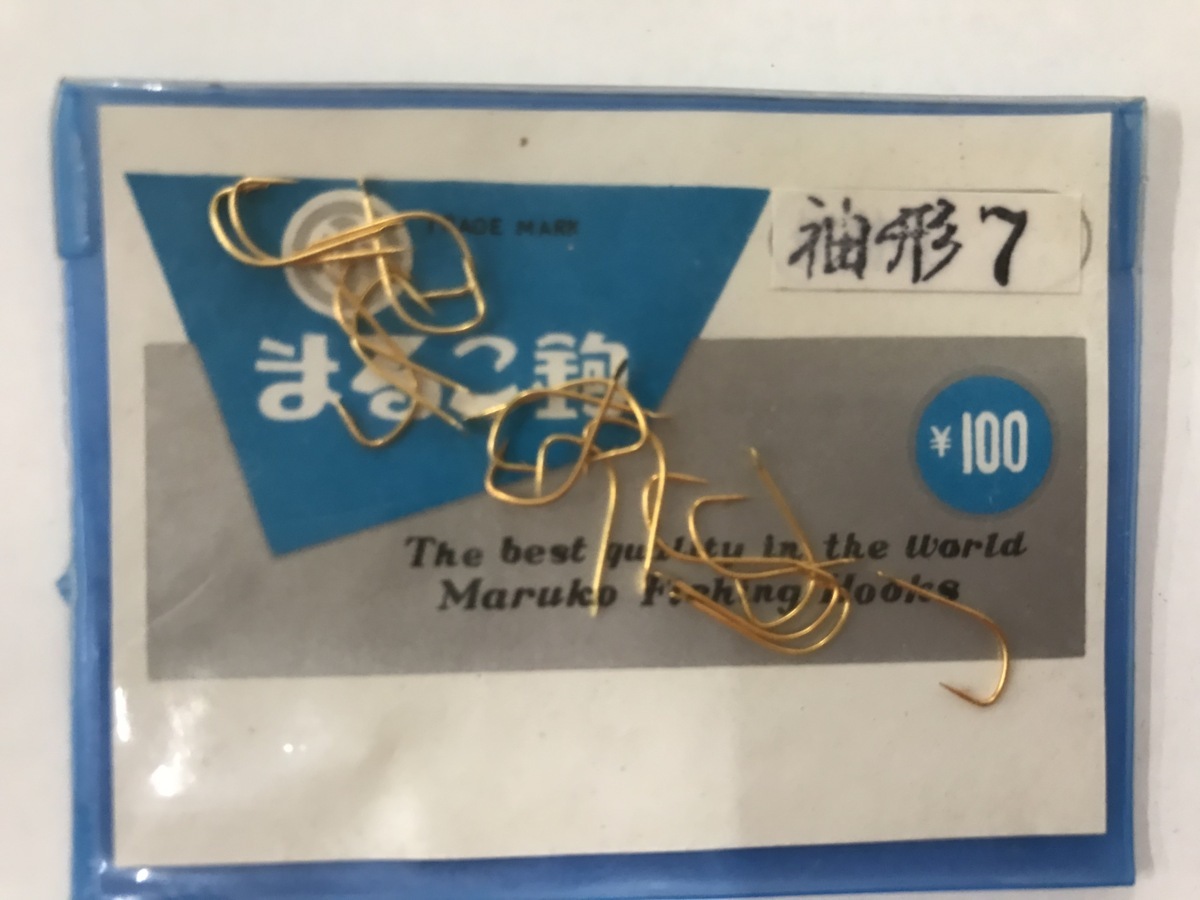 TRADE MARK
袖形 7
まるこ鈎
¥100
The best quality in the World
Maruko Fishing Hooks